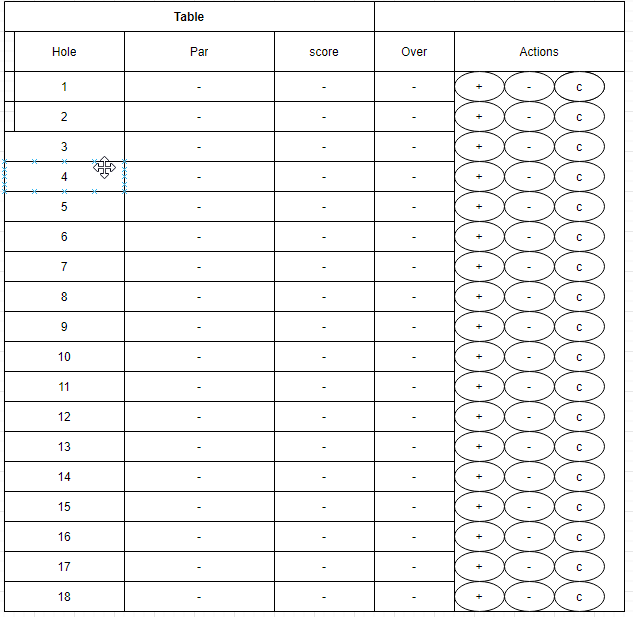 Table
Hole Par score Over Actions
1 - - - + - c
2 - - - + - c
3 - - - + - c
4 - - - + - c
5 - - - + - c
6 - - - + - c
7 - - - + - c
8 - - - + - c
9 - - - + - c
10 - - - + - c
11 - - - + - c
12 - - - + - c
13 - - - + - c
14 - - - + - c
15 - - - + - c
16 - - - + - c
17 - - - + - c
18 - - - + - c